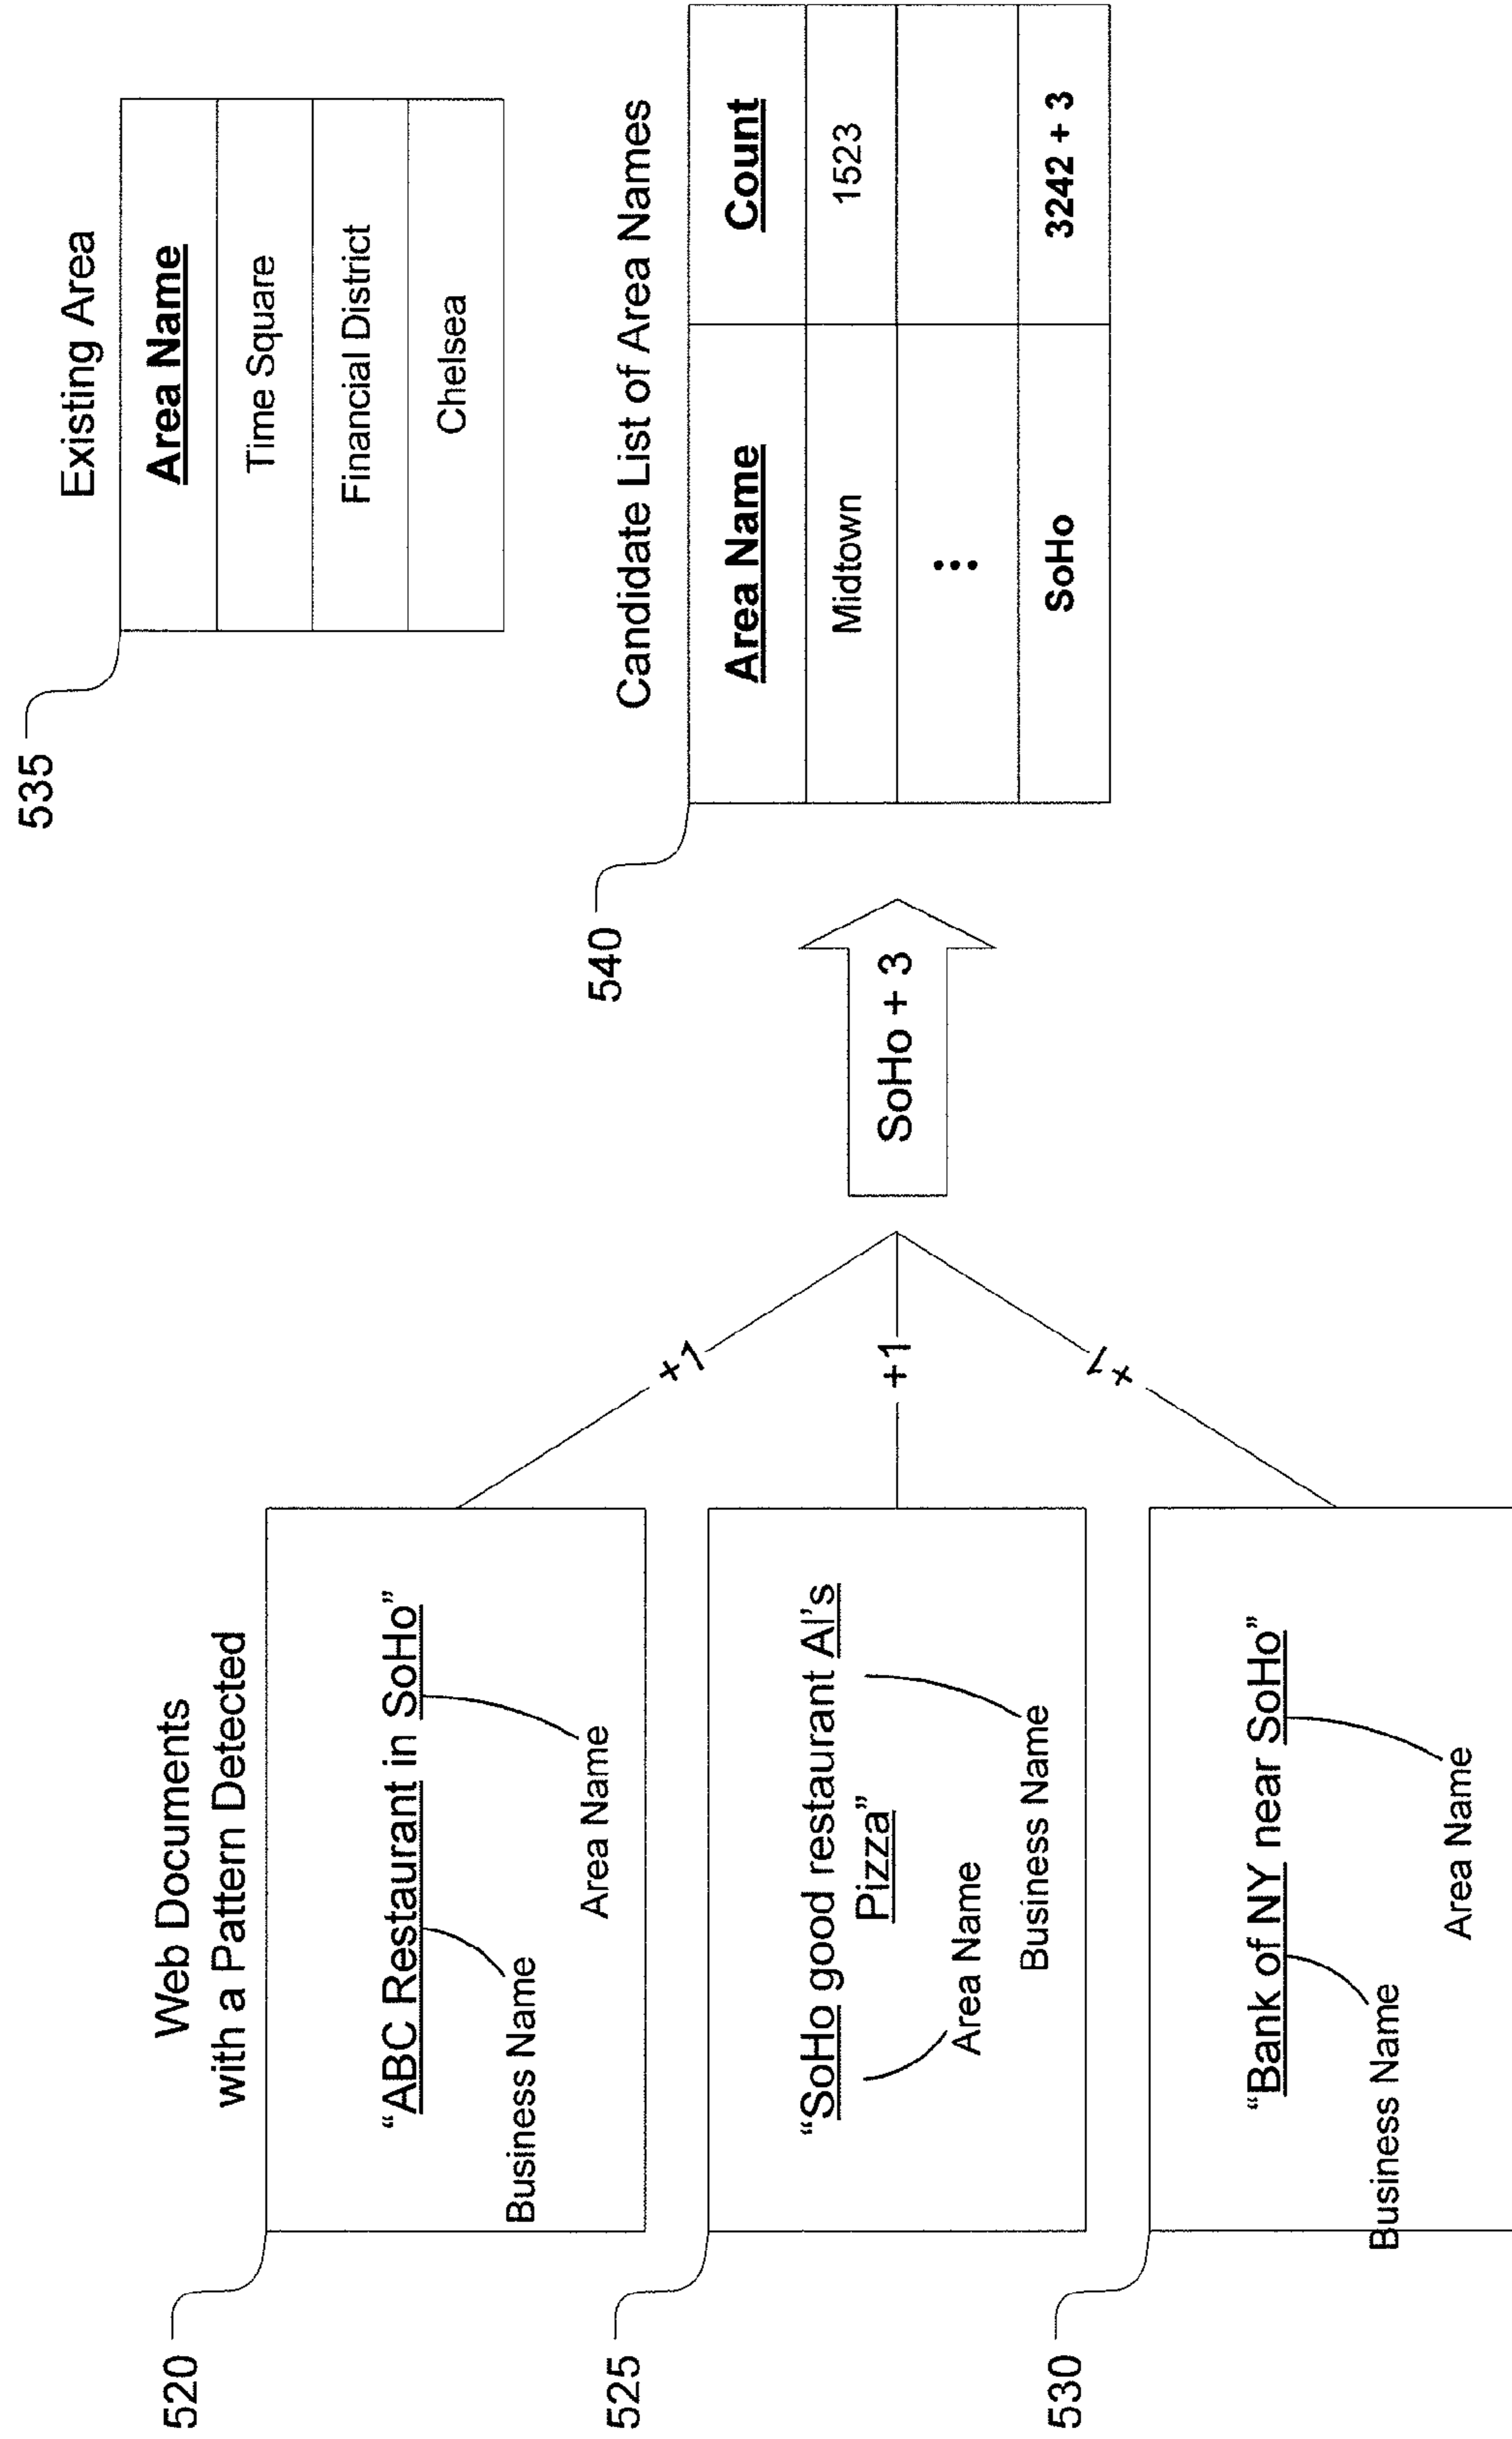 Web Documents
with a Pattern Detected
520
“ABC Restaurant in SoHo”
Business Name
Area Name
525
“SoHo good restaurant Al's
Pizza”
Area Name
Business Name
530
“Bank of NY near SoHo”
Business Name
Area Name
+1
+1
+1
SoHo + 3
535
Existing Area
Area Name
Time Square
Financial District
Chelsea
540
Candidate List of Area Names
Area Name Count
Midtown 1523
⋮
SoHo 3242 + 3